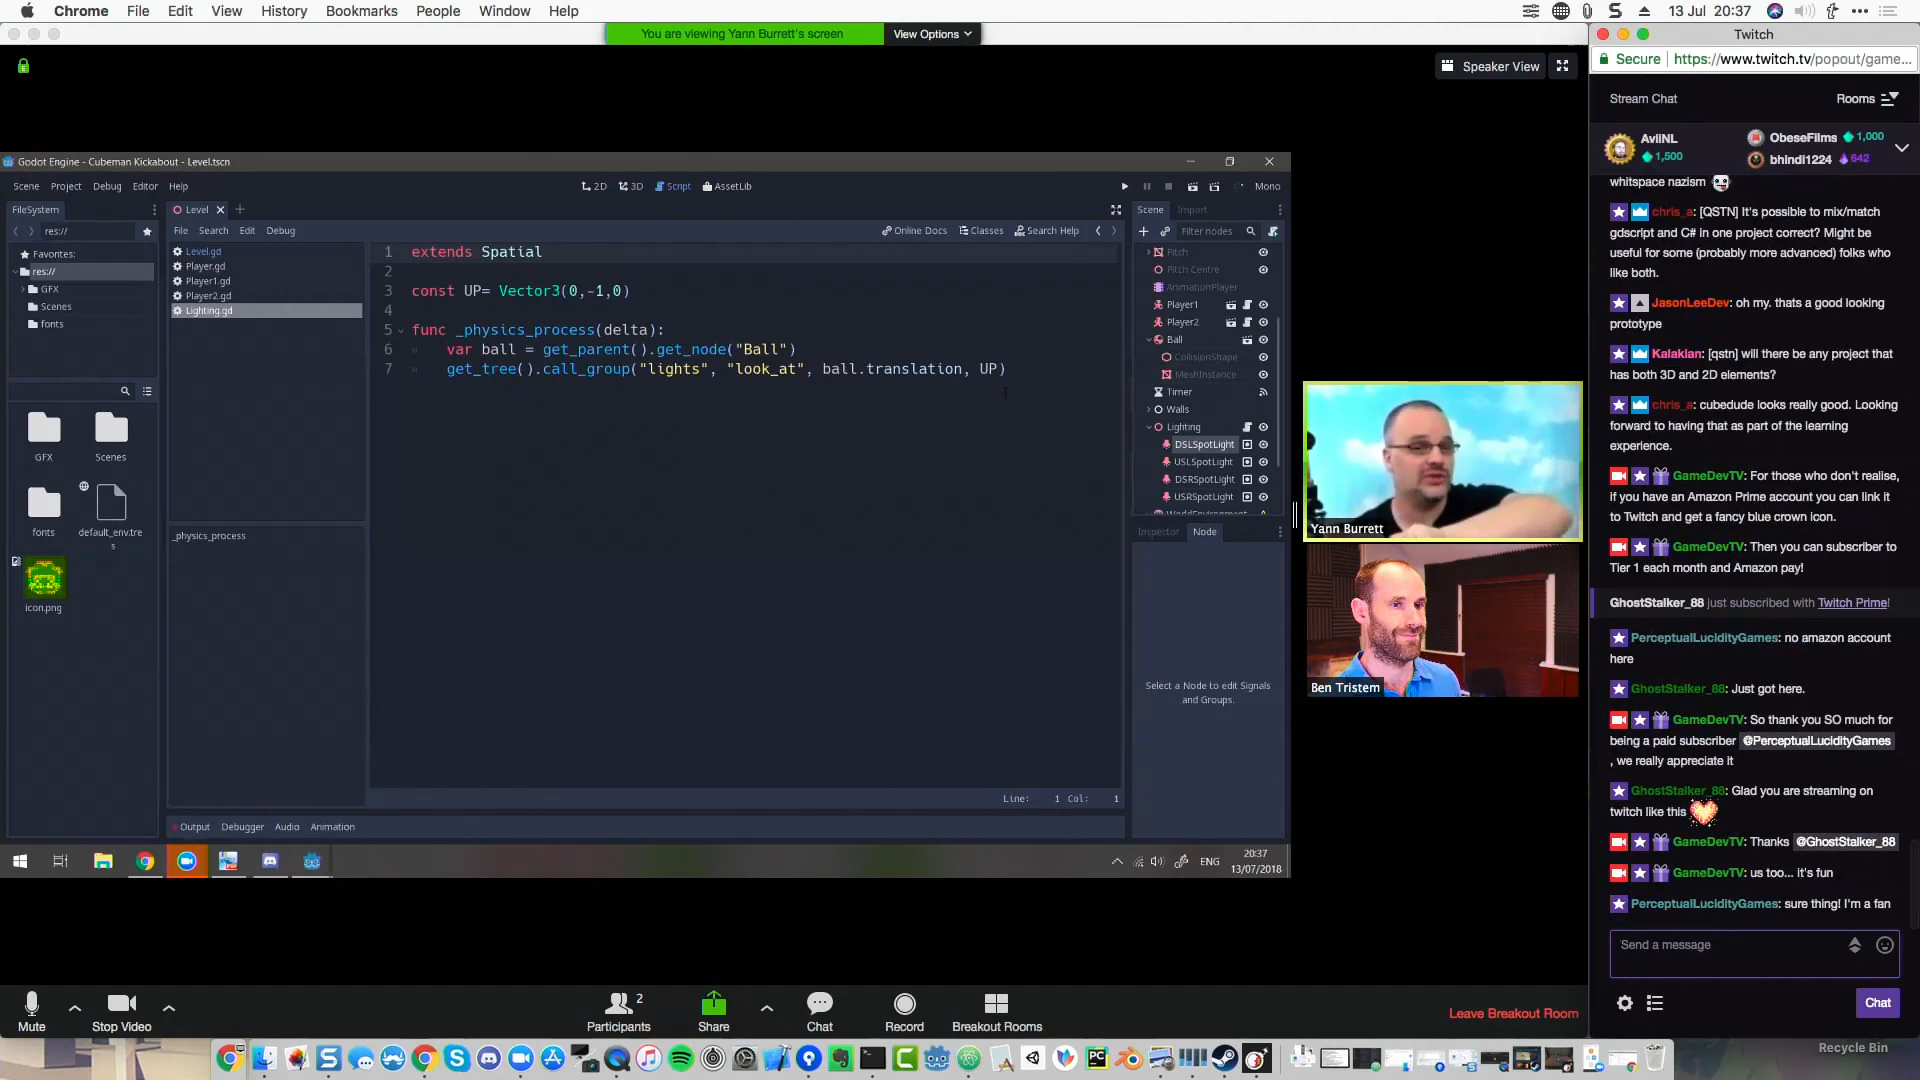 Chrome File Edit View History Bookmarks People Window Help
13 Jul 20:37
You are viewing Yann Burrett's screen
View Options
Speaker View
Godot Engine - Cubeman Kickabout - Level.tscn
Scene Project Debug Editor Help
2D 3D Script AssetLib
Mono
FileSystem
res://
Favorites:
res://
GFX
Scenes
fonts
GFX
Scenes
fonts
default_env.tre
s
icon.png
Level
File Search Edit Debug
Online Docs Classes Search Help
Level.gd
Player.gd
Player1.gd
Player2.gd
Lighting.gd
_physics_process
1 extends Spatial
2
3 const UP= Vector3(0,-1,0)
4
5 func _physics_process(delta):
6 var ball = get_parent().get_node("Ball")
7 get_tree().call_group("lights", "look_at", ball.translation, UP)
Line: 1 Col: 1
Output Debugger Audio Animation
Scene Import
Filter nodes
Pitch
Pitch Centre
AnimationPlayer
Player1
Player2
Ball
CollisionShape
MeshInstance
Timer
Walls
Lighting
DSLSpotLight
USLSpotLight
DSRSpotLight
USRSpotLight
WorldEnvironment
Inspector Node
Select a Node to edit Signals
and Groups.
ENG
20:37
13/07/2018
Yann Burrett
Ben Tristem
Mute
Stop Video
2
Participants
Share
Chat
Record
Breakout Rooms
Leave Breakout Room
Twitch
Secure https://www.twitch.tv/popout/game...
Stream Chat
Rooms
AvliNL
1,500
ObeseFilms 1,000
bhindi1224 642
whitspace nazism
chris_a: [QSTN] It's possible to mix/match
gdscript and C# in one project correct? Might be
useful for some (probably more advanced) folks who
like both.
JasonLeeDev: oh my. thats a good looking
prototype
Kalakian: [qstn] will there be any project that
has both 3D and 2D elements?
chris_a: cubedude looks really good. Looking
forward to having that as part of the learning
experience.
GameDevTV: For those who don't realise,
if you have an Amazon Prime account you can link it
to Twitch and get a fancy blue crown icon.
GameDevTV: Then you can subscriber to
Tier 1 each month and Amazon pay!
GhostStalker_88 just subscribed with Twitch Prime!
PerceptualLucidityGames: no amazon account
here
GhostStalker_88: Just got here.
GameDevTV: So thank you SO much for
being a paid subscriber @PerceptualLucidityGames
, we really appreciate it
GhostStalker_88: Glad you are streaming on
twitch like this
GameDevTV: Thanks @GhostStalker_88
GameDevTV: us too... it's fun
PerceptualLucidityGames: sure thing! I'm a fan
Send a message
Chat
Recycle Bin